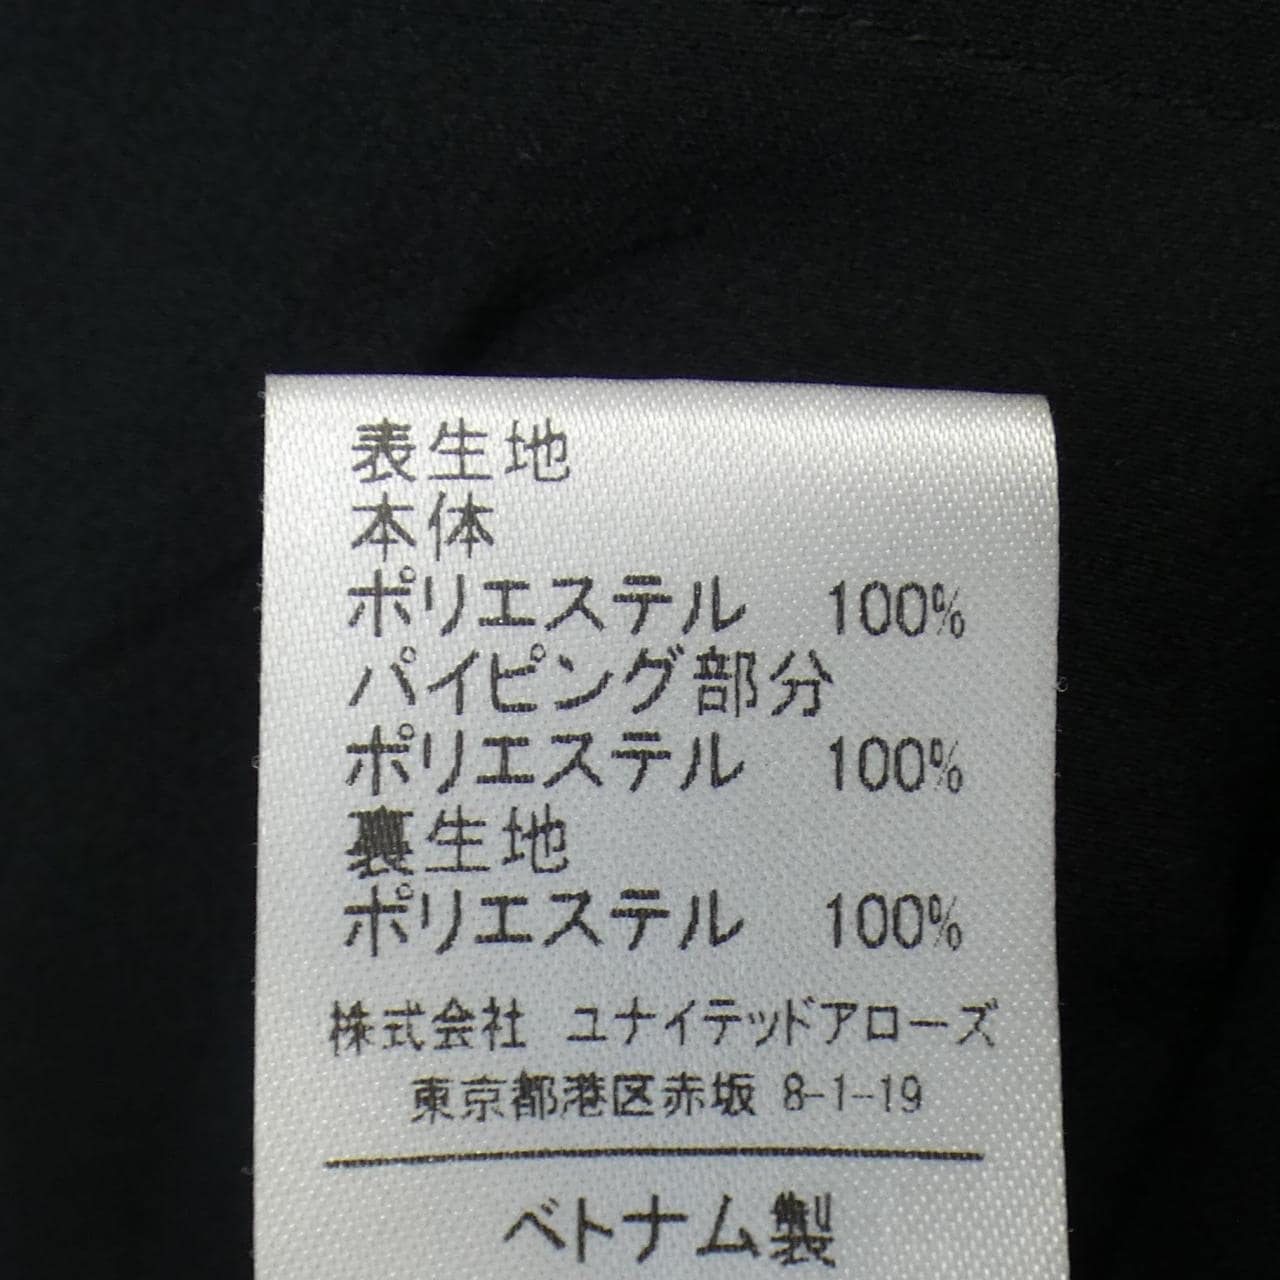 表生地
本体
ポリエステル 100%
パイピング部分
ポリエステル 100%
裏生地
ポリエステル 100%
株式会社 ユナイテッドアローズ
東京都港区赤坂 8-1-19
ベトナム製